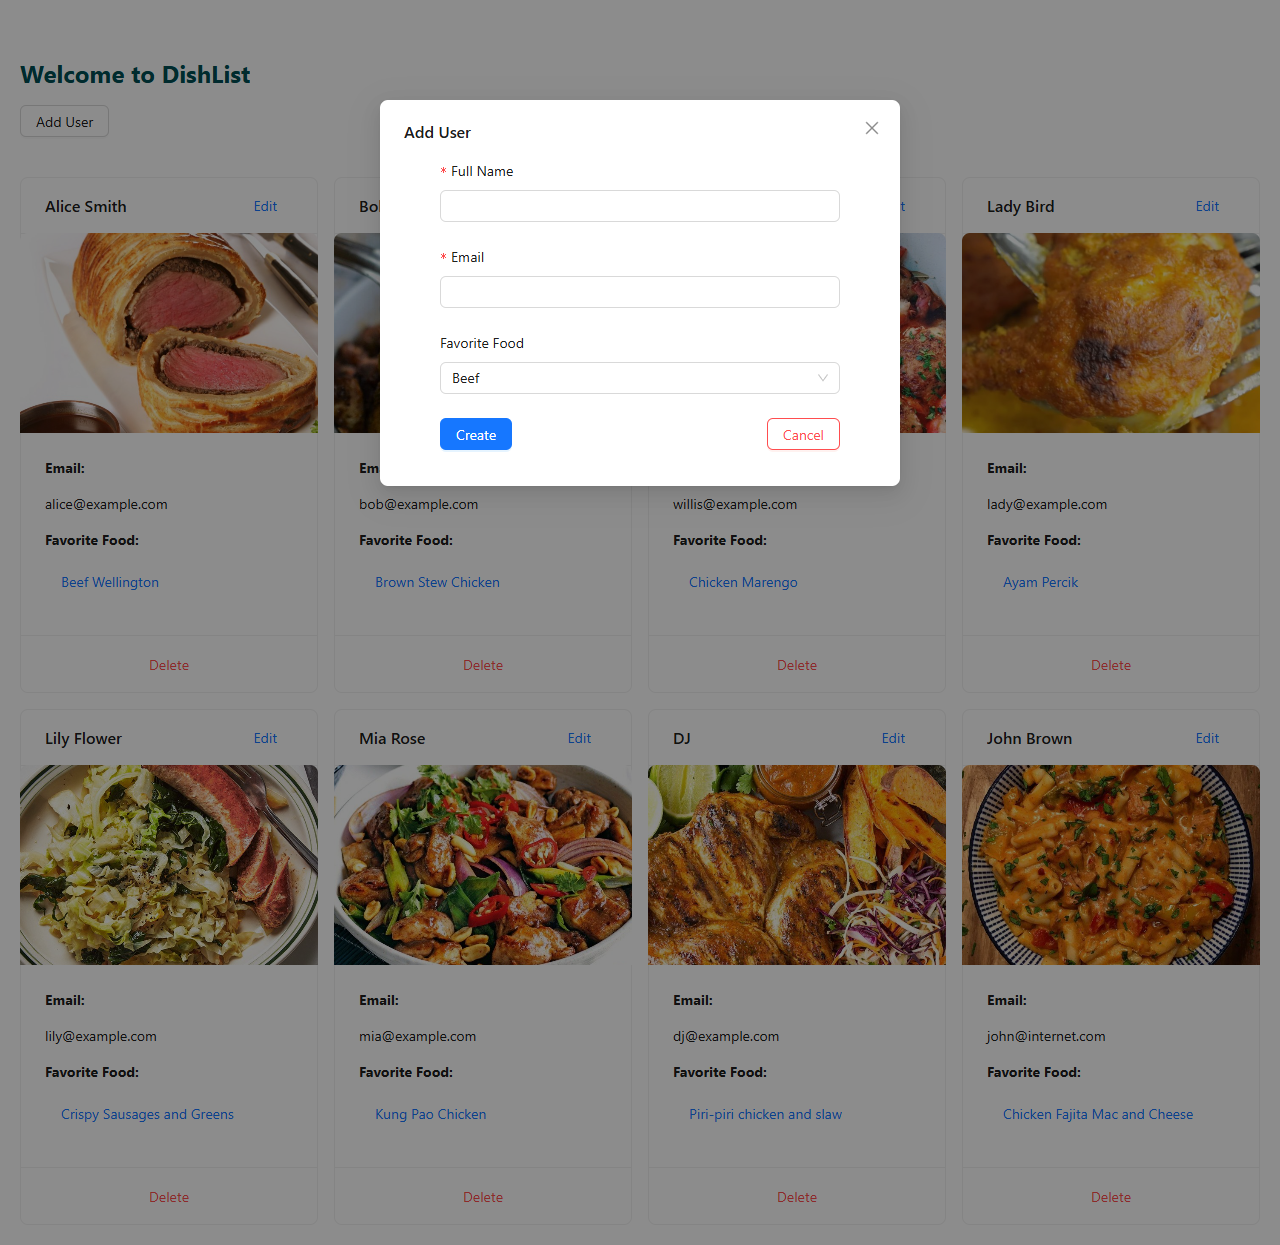 Welcome to DishList
Add User
Add User
* Full Name
* Email
Favorite Food
Beef
Create
Cancel
Alice Smith
Edit
Lady Bird
Edit
Email:
alice@example.com
Favorite Food:
Beef Wellington
Delete
bob@example.com
Favorite Food:
Brown Stew Chicken
Delete
willis@example.com
Favorite Food:
Chicken Marengo
Delete
Email:
lady@example.com
Favorite Food:
Ayam Percik
Delete
Lily Flower
Edit
Email:
lily@example.com
Favorite Food:
Crispy Sausages and Greens
Delete
Mia Rose
Edit
Email:
mia@example.com
Favorite Food:
Kung Pao Chicken
Delete
DJ
Edit
Email:
dj@example.com
Favorite Food:
Piri-piri chicken and slaw
Delete
John Brown
Edit
Email:
john@internet.com
Favorite Food:
Chicken Fajita Mac and Cheese
Delete